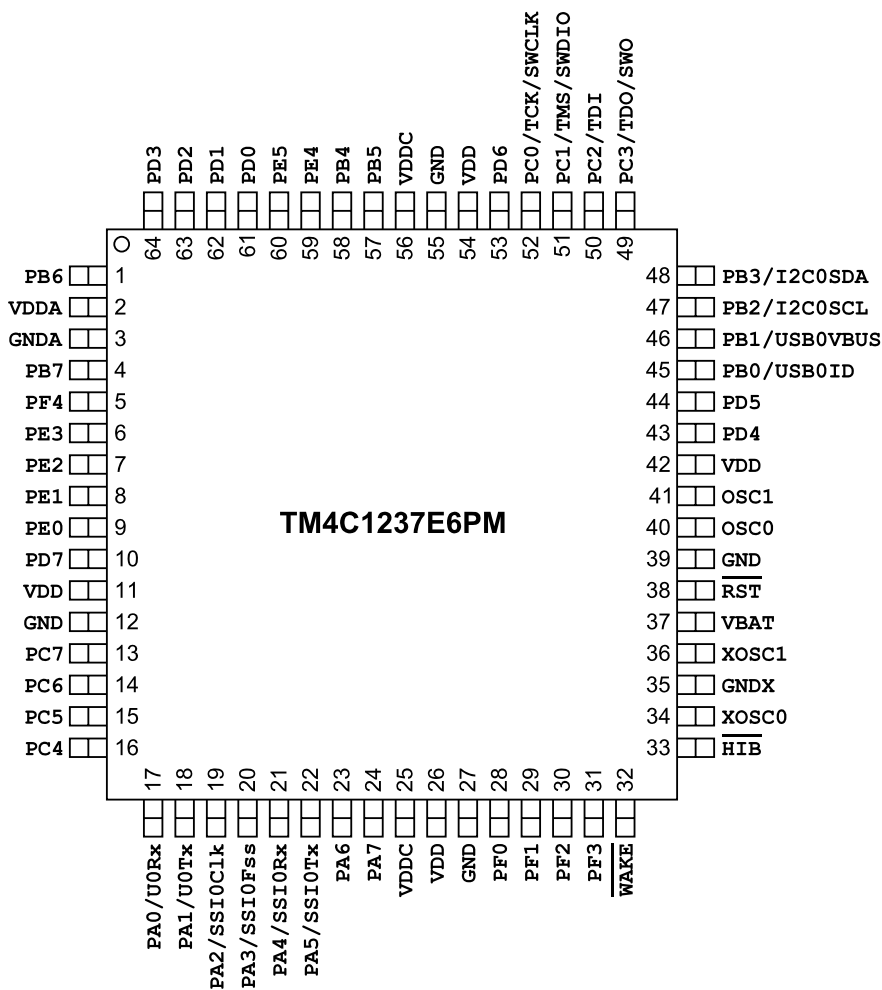 PD3
PD2
PD1
PD0
PE5
PE4
PB4
PB5
VDDC
GND
VDD
PD6
PC0/TCK/SWCLK
PC1/TMS/SWDIO
PC2/TDI
PC3/TDO/SWO
64
63
62
61
60
59
58
57
56
55
54
53
52
51
50
49
PB6 1
VDDA 2
GNDA 3
PB7 4
PF4 5
PE3 6
PE2 7
PE1 8
PE0 9
PD7 10
VDD 11
GND 12
PC7 13
PC6 14
PC5 15
PC4 16
TM4C1237E6PM
48 PB3/I2C0SDA
47 PB2/I2C0SCL
46 PB1/USB0VBUS
45 PB0/USB0ID
44 PD5
43 PD4
42 VDD
41 OSC1
40 OSC0
39 GND
38 RST
37 VBAT
36 XOSC1
35 GNDX
34 XOSC0
33 HIB
17
18
19
20
21
22
23
24
25
26
27
28
29
30
31
32
PA0/U0Rx
PA1/U0Tx
PA2/SSI0Clk
PA3/SSI0Fss
PA4/SSI0Rx
PA5/SSI0Tx
PA6
PA7
VDDC
VDD
GND
PF0
PF1
PF2
PF3
WAKE